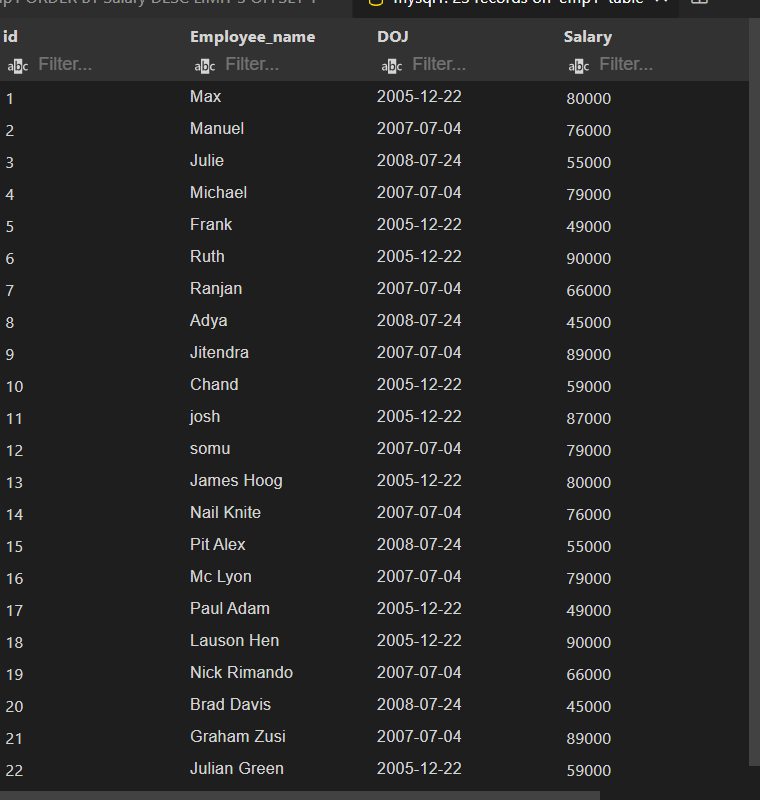 ORDER BY Salary DESC LIMIT 5 OFFSET 1 mysql1: 23 records on 'emp1' table
id Employee_name DOJ Salary
abc Filter... abc Filter... abc Filter... abc Filter...
1 Max 2005-12-22 80000
2 Manuel 2007-07-04 76000
3 Julie 2008-07-24 55000
4 Michael 2007-07-04 79000
5 Frank 2005-12-22 49000
6 Ruth 2005-12-22 90000
7 Ranjan 2007-07-04 66000
8 Adya 2008-07-24 45000
9 Jitendra 2007-07-04 89000
10 Chand 2005-12-22 59000
11 josh 2005-12-22 87000
12 somu 2007-07-04 79000
13 James Hoog 2005-12-22 80000
14 Nail Knite 2007-07-04 76000
15 Pit Alex 2008-07-24 55000
16 Mc Lyon 2007-07-04 79000
17 Paul Adam 2005-12-22 49000
18 Lauson Hen 2005-12-22 90000
19 Nick Rimando 2007-07-04 66000
20 Brad Davis 2008-07-24 45000
21 Graham Zusi 2007-07-04 89000
22 Julian Green 2005-12-22 59000